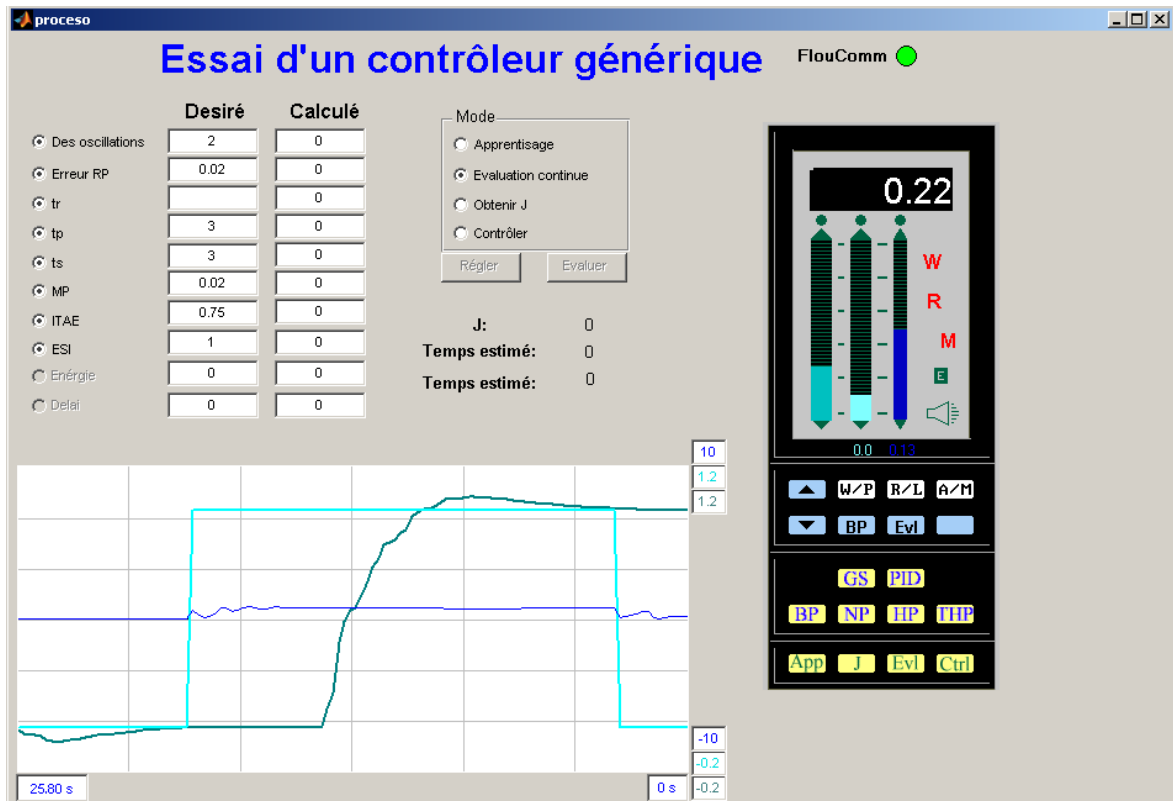 proceso
Essai d'un contrôleur générique
FlouComm
Desiré Calculé
Des oscillations 2 0
Erreur RP 0.02 0
tr 0
tp 3 0
ts 3 0
MP 0.02 0
ITAE 0.75 0
ESI 1 0
Enérgie 0 0
Delai 0 0
Mode
Apprentisage
Evaluation continue
Obtenir J
Contrôler
Régler Evaluer
J: 0
Temps estimé: 0
Temps estimé: 0
0.22
W
R
M
E
0.0 0.13
W/P R/L A/M
BP Evl
GS PID
BP NP HP THP
App J Evl Ctrl
10
1.2
1.2
-10
-0.2
-0.2
25.80 s 0 s